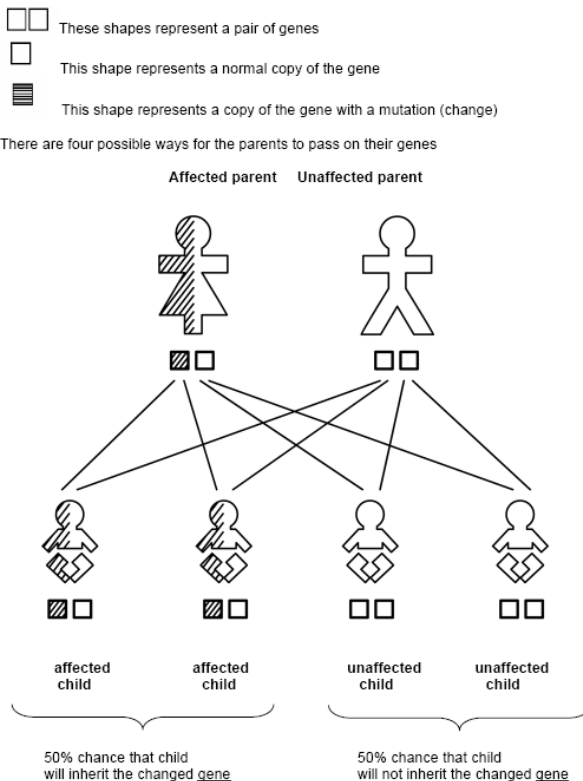 These shapes represent a pair of genes
This shape represents a normal copy of the gene
This shape represents a copy of the gene with a mutation (change)
There are four possible ways for the parents to pass on their genes
Affected parent Unaffected parent
affected affected unaffected unaffected
child child child child
50% chance that child 50% chance that child
will inherit the changed gene will not inherit the changed gene